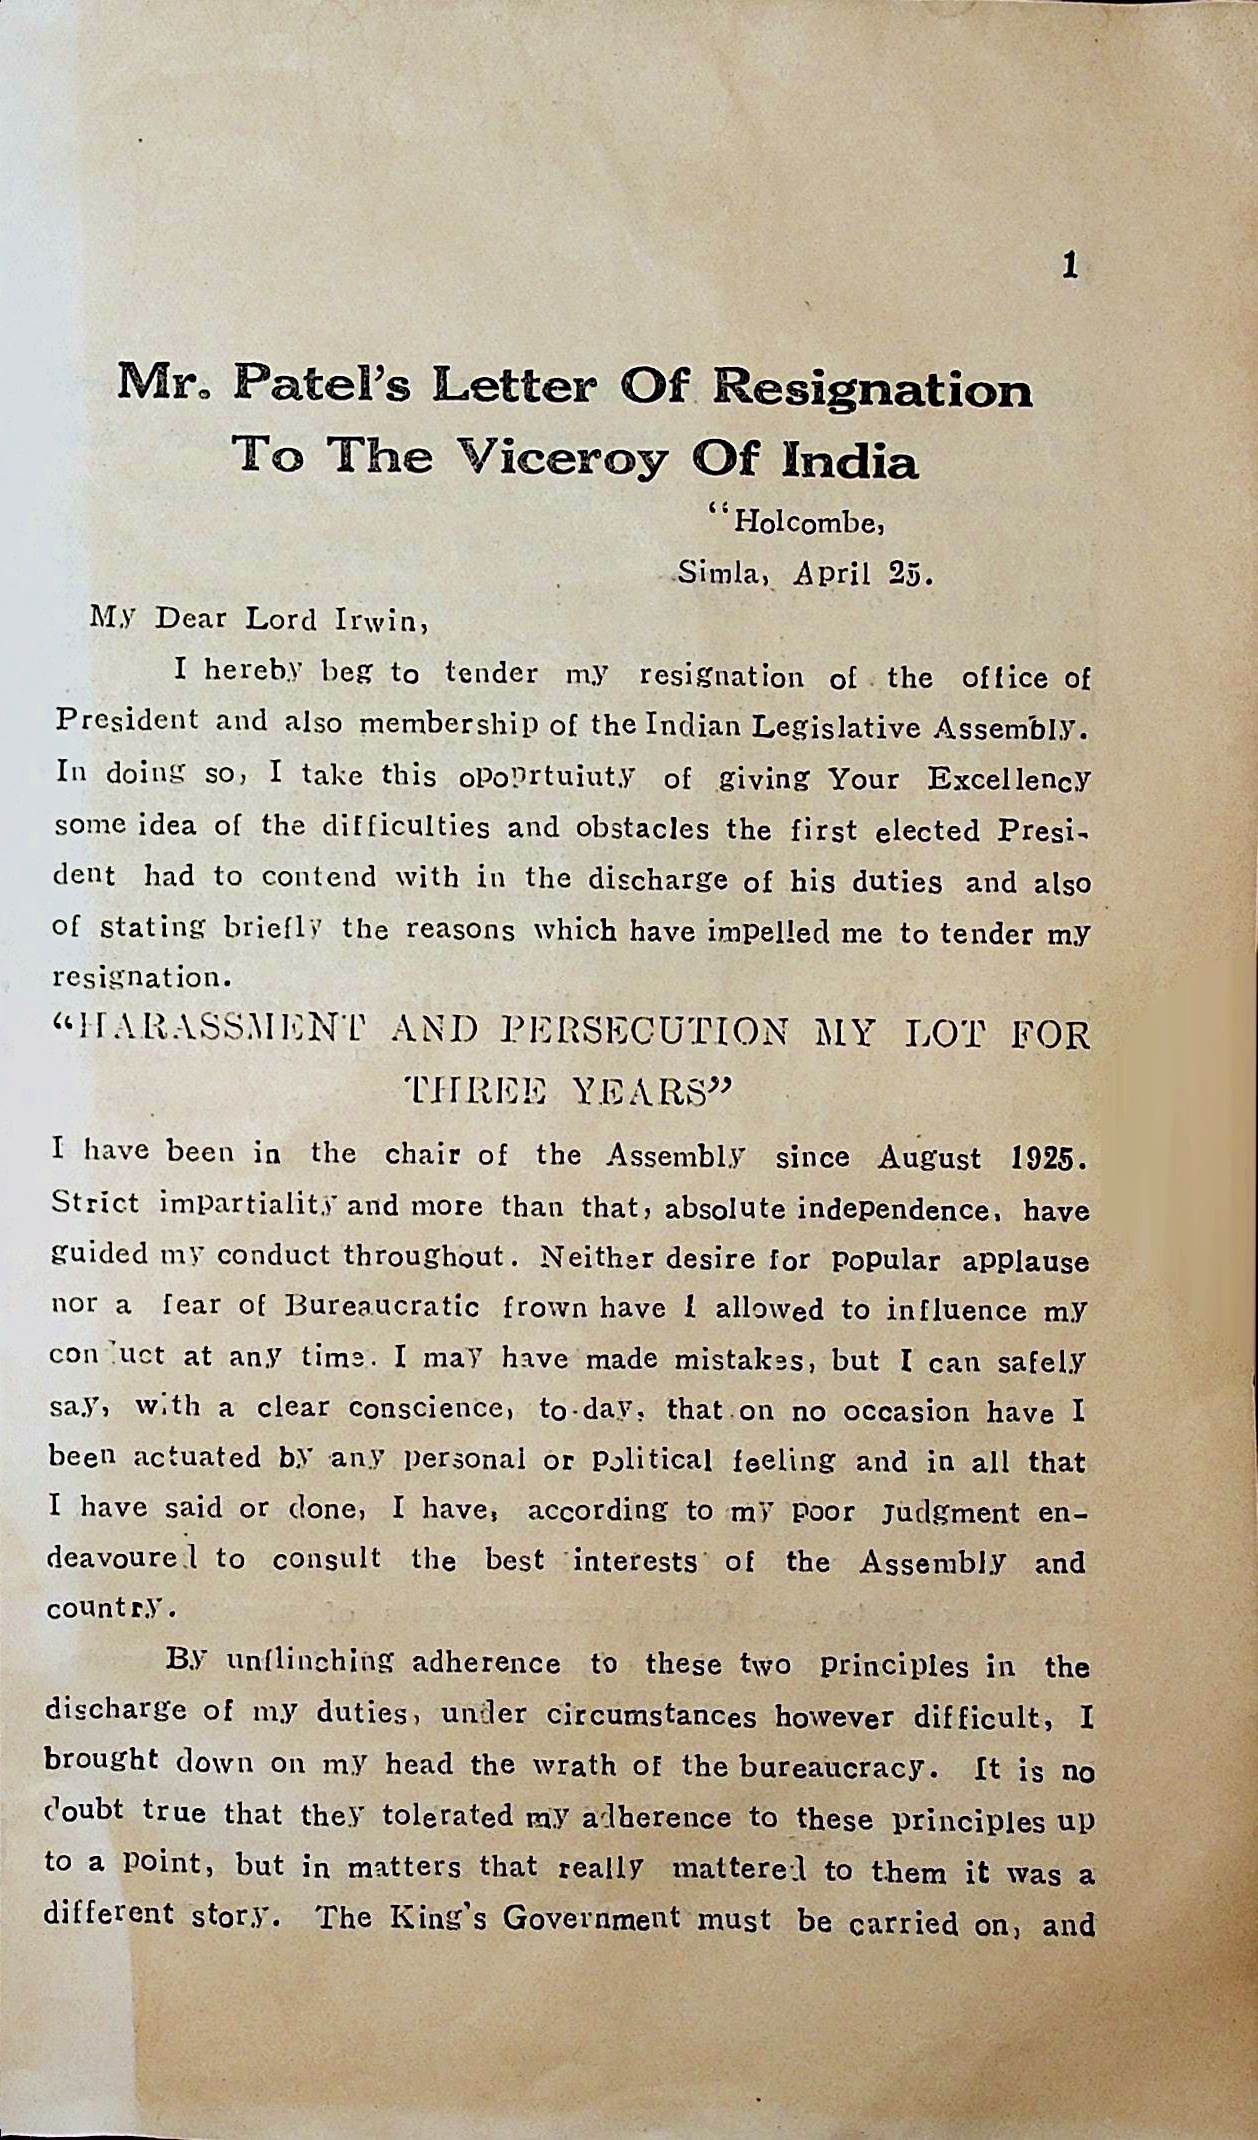 1
Mr. Patel's Letter Of Resignation
To The Viceroy Of India
“Holcombe,
Simla, April 25.
My Dear Lord Irwin,
I hereby beg to tender my resignation of the office of
President and also membership of the Indian Legislative Assembly.
In doing so, I take this opoprtuiuty of giving Your Excellency
some idea of the difficulties and obstacles the first elected Presi-
dent had to contend with in the discharge of his duties and also
of stating briefly the reasons which have impelled me to tender my
resignation.
“HARASSMENT AND PERSECUTION MY LOT FOR
THREE YEARS”
I have been in the chair of the Assembly since August 1925.
Strict impartiality and more than that, absolute independence, have
guided my conduct throughout. Neither desire for popular applause
nor a fear of Bureaucratic frown have I allowed to influence my
conduct at any time. I may have made mistakes, but I can safely
say, with a clear conscience, to-day, that on no occasion have I
been actuated by any personal or political feeling and in all that
I have said or done, I have, according to my poor Judgment en-
deavoured to consult the best interests of the Assembly and
country.
By unflinching adherence to these two principles in the
discharge of my duties, under circumstances however difficult, I
brought down on my head the wrath of the bureaucracy. It is no
doubt true that they tolerated my adherence to these principles up
to a point, but in matters that really mattered to them it was a
different story. The King's Government must be carried on, and